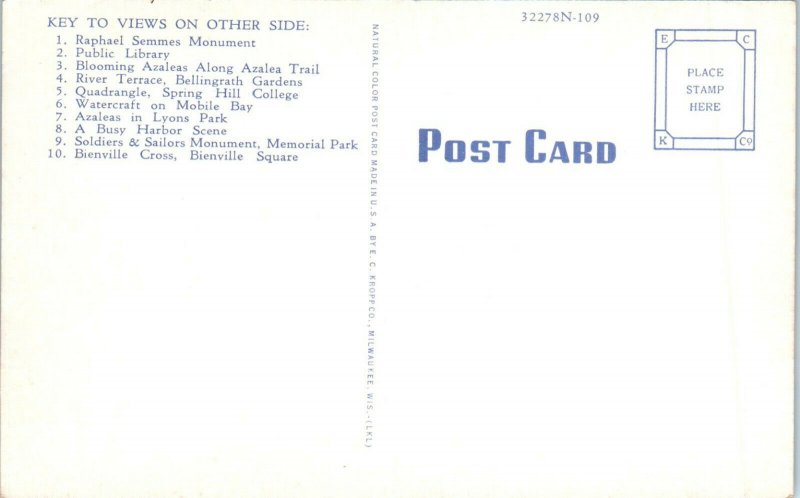 KEY TO VIEWS ON OTHER SIDE:
1. Raphael Semmes Monument
2. Public Library
3. Blooming Azaleas Along Azalea Trail
4. River Terrace, Bellingrath Gardens
5. Quadrangle, Spring Hill College
6. Watercraft on Mobile Bay
7. Azaleas in Lyons Park
8. A Busy Harbor Scene
9. Soldiers & Sailors Monument, Memorial Park
10. Bienville Cross, Bienville Square
NATURAL COLOR POST CARD MADE IN U.S.A. BY E. C. KROPP CO., MILWAUKEE, WIS.-(LKL)
32278N-109
POST CARD
E C
PLACE
STAMP
HERE
K Co